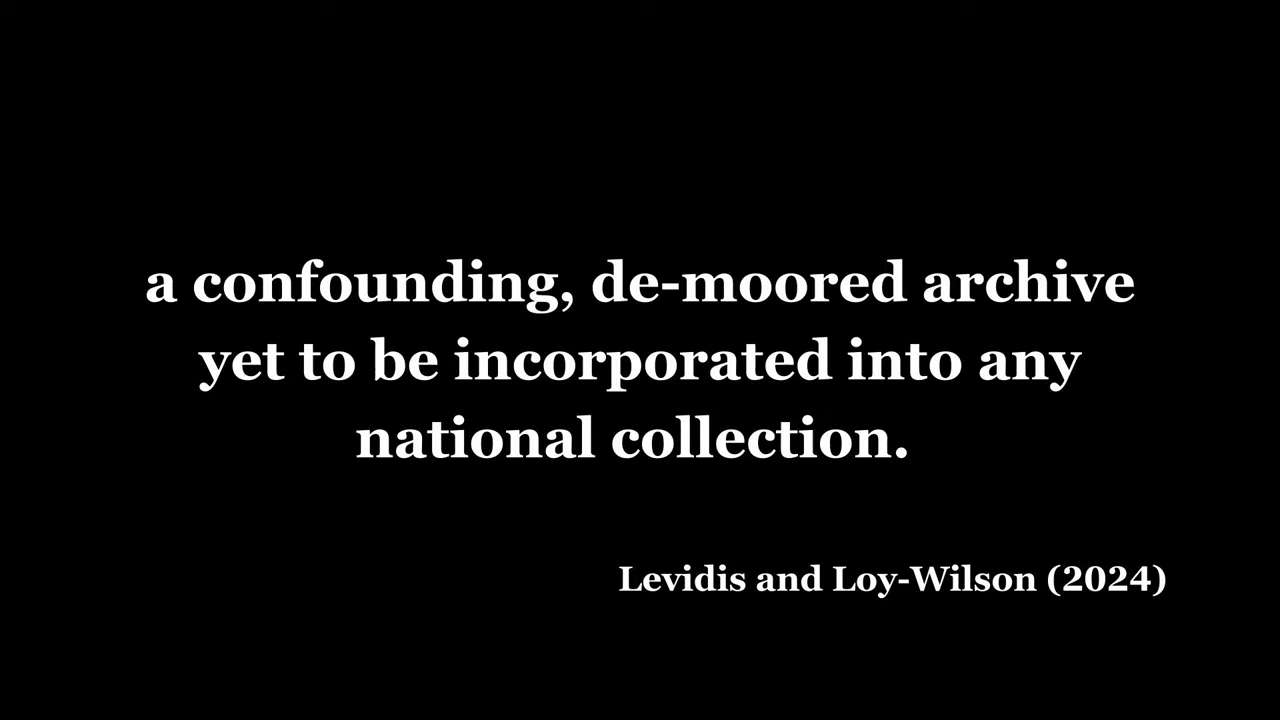 a confounding, de-moored archive
yet to be incorporated into any
national collection.
Levidis and Loy-Wilson (2024)